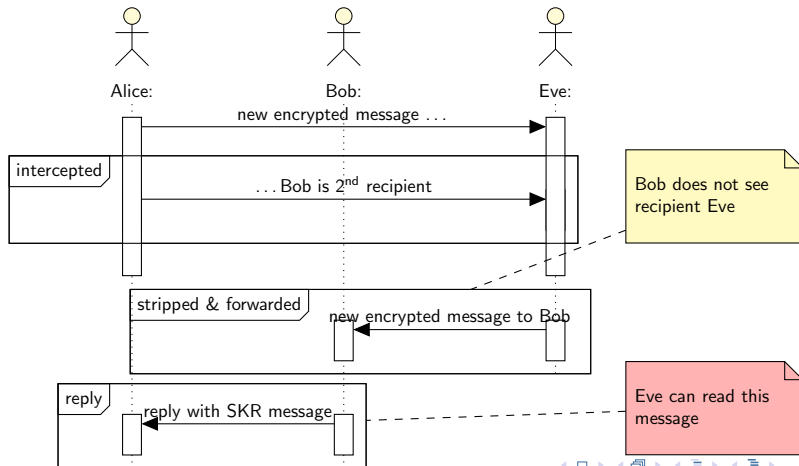 Alice:
Bob:
Eve:
new encrypted message ...
intercepted
...Bob is 2nd recipient
Bob does not see
recipient Eve
stripped & forwarded
new encrypted message to Bob
Eve can read this
message
reply
reply with SKR message